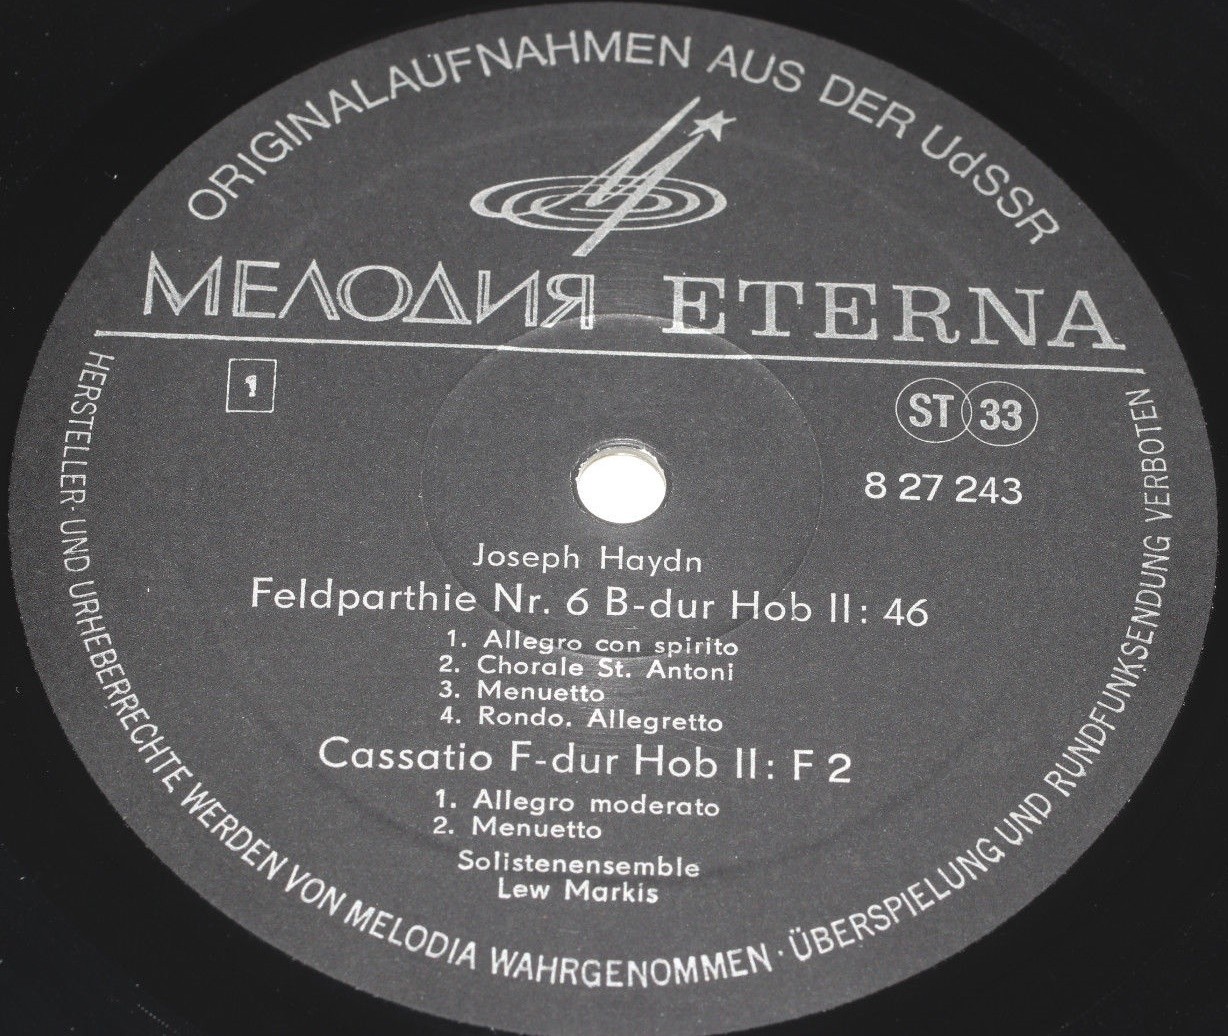 ORIGINALAUFNAHMEN AUS DER UdSSR
МЕЛОДИЯ ETERNA
1
ST 33
8 27 243
Joseph Haydn
Feldparthie Nr. 6 B-dur Hob II: 46
1. Allegro con spirito
2. Chorale St. Antoni
3. Menuetto
4. Rondo. Allegretto
Cassatio F-dur Hob II: F 2
1. Allegro moderato
2. Menuetto
Solistenensemble
Lew Markis
HERSTELLER- UND URHEBERRECHTE WERDEN VON MELODIA WAHRGENOMMEN · ÜBERSPIELUNG UND RUNDFUNKSENDUNG VERBOTEN